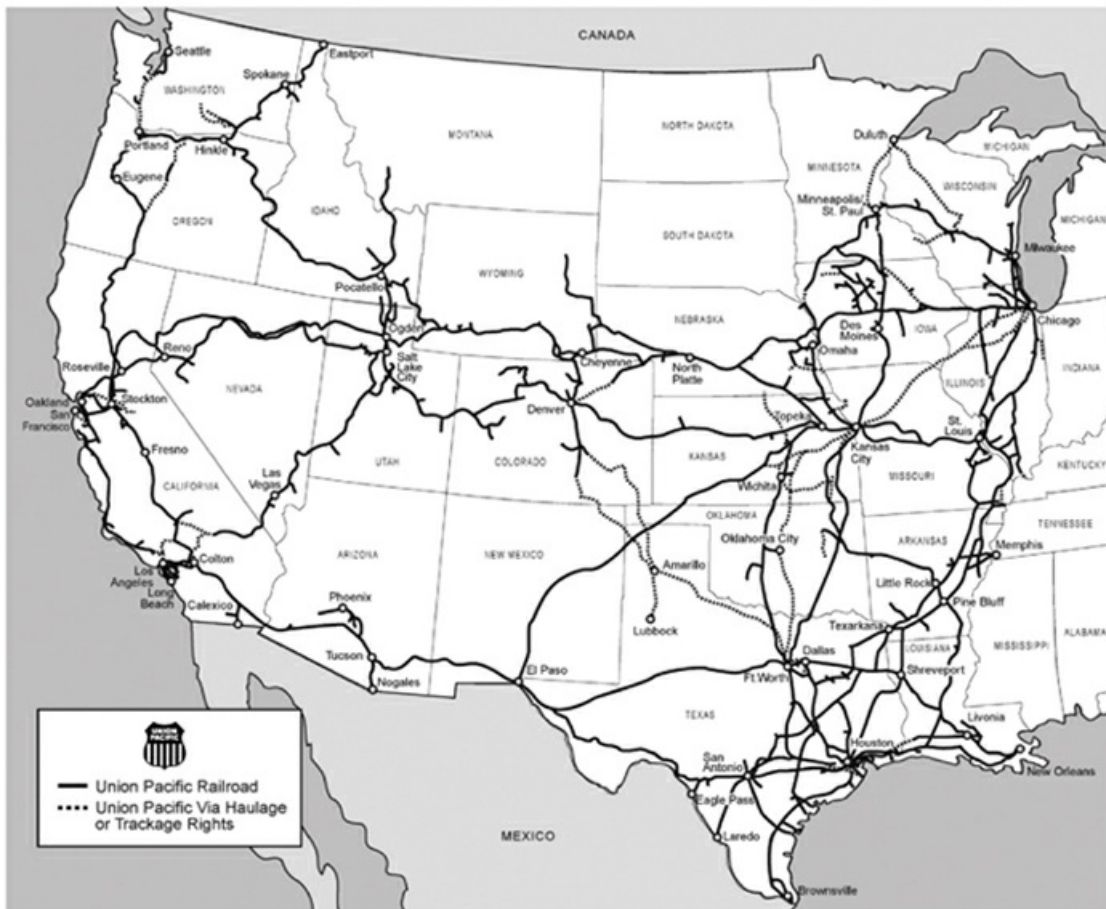 CANADA
Seattle
Eastport
Spokane
WASHINGTON
MONTANA
NORTH DAKOTA
Duluth
MICHIGAN
Portland
Hinkle
MINNESOTA
WISCONSIN
Eugene
Minneapolis/
St. Paul
MICHIGAN
OREGON
IDAHO
SOUTH DAKOTA
Milwaukee
WYOMING
Pocatello
NEBRASKA
Des
Moines
IOWA
Chicago
Ogden
Omaha
Reno
Cheyenne
North
Platte
Roseville
Salt
Lake
City
ILLINOIS
INDIANA
NEVADA
Stockton
Oakland
San
Francisco
Denver
Topeka
St.
Louis
Kansas
City
Fresno
UTAH
COLORADO
KANSAS
MISSOURI
KENTUCKY
Las
Vegas
Wichita
CALIFORNIA
OKLAHOMA
TENNESSEE
Oklahoma City
ARKANSAS
Memphis
Colton
ARIZONA
NEW MEXICO
Amarillo
Los
Angeles
Long
Beach
Little Rock
Phoenix
Pine Bluff
Calexico
Lubbock
Texarkana
MISSISSIPPI
ALABAMA
Tucson
El Paso
Dallas
LOUISIANA
Ft. Worth
Shreveport
Nogales
TEXAS
Livonia
Houston
San
Antonio
New Orleans
Eagle Pass
Laredo
MEXICO
Brownsville
UNION
PACIFIC
Union Pacific Railroad
Union Pacific Via Haulage
or Trackage Rights